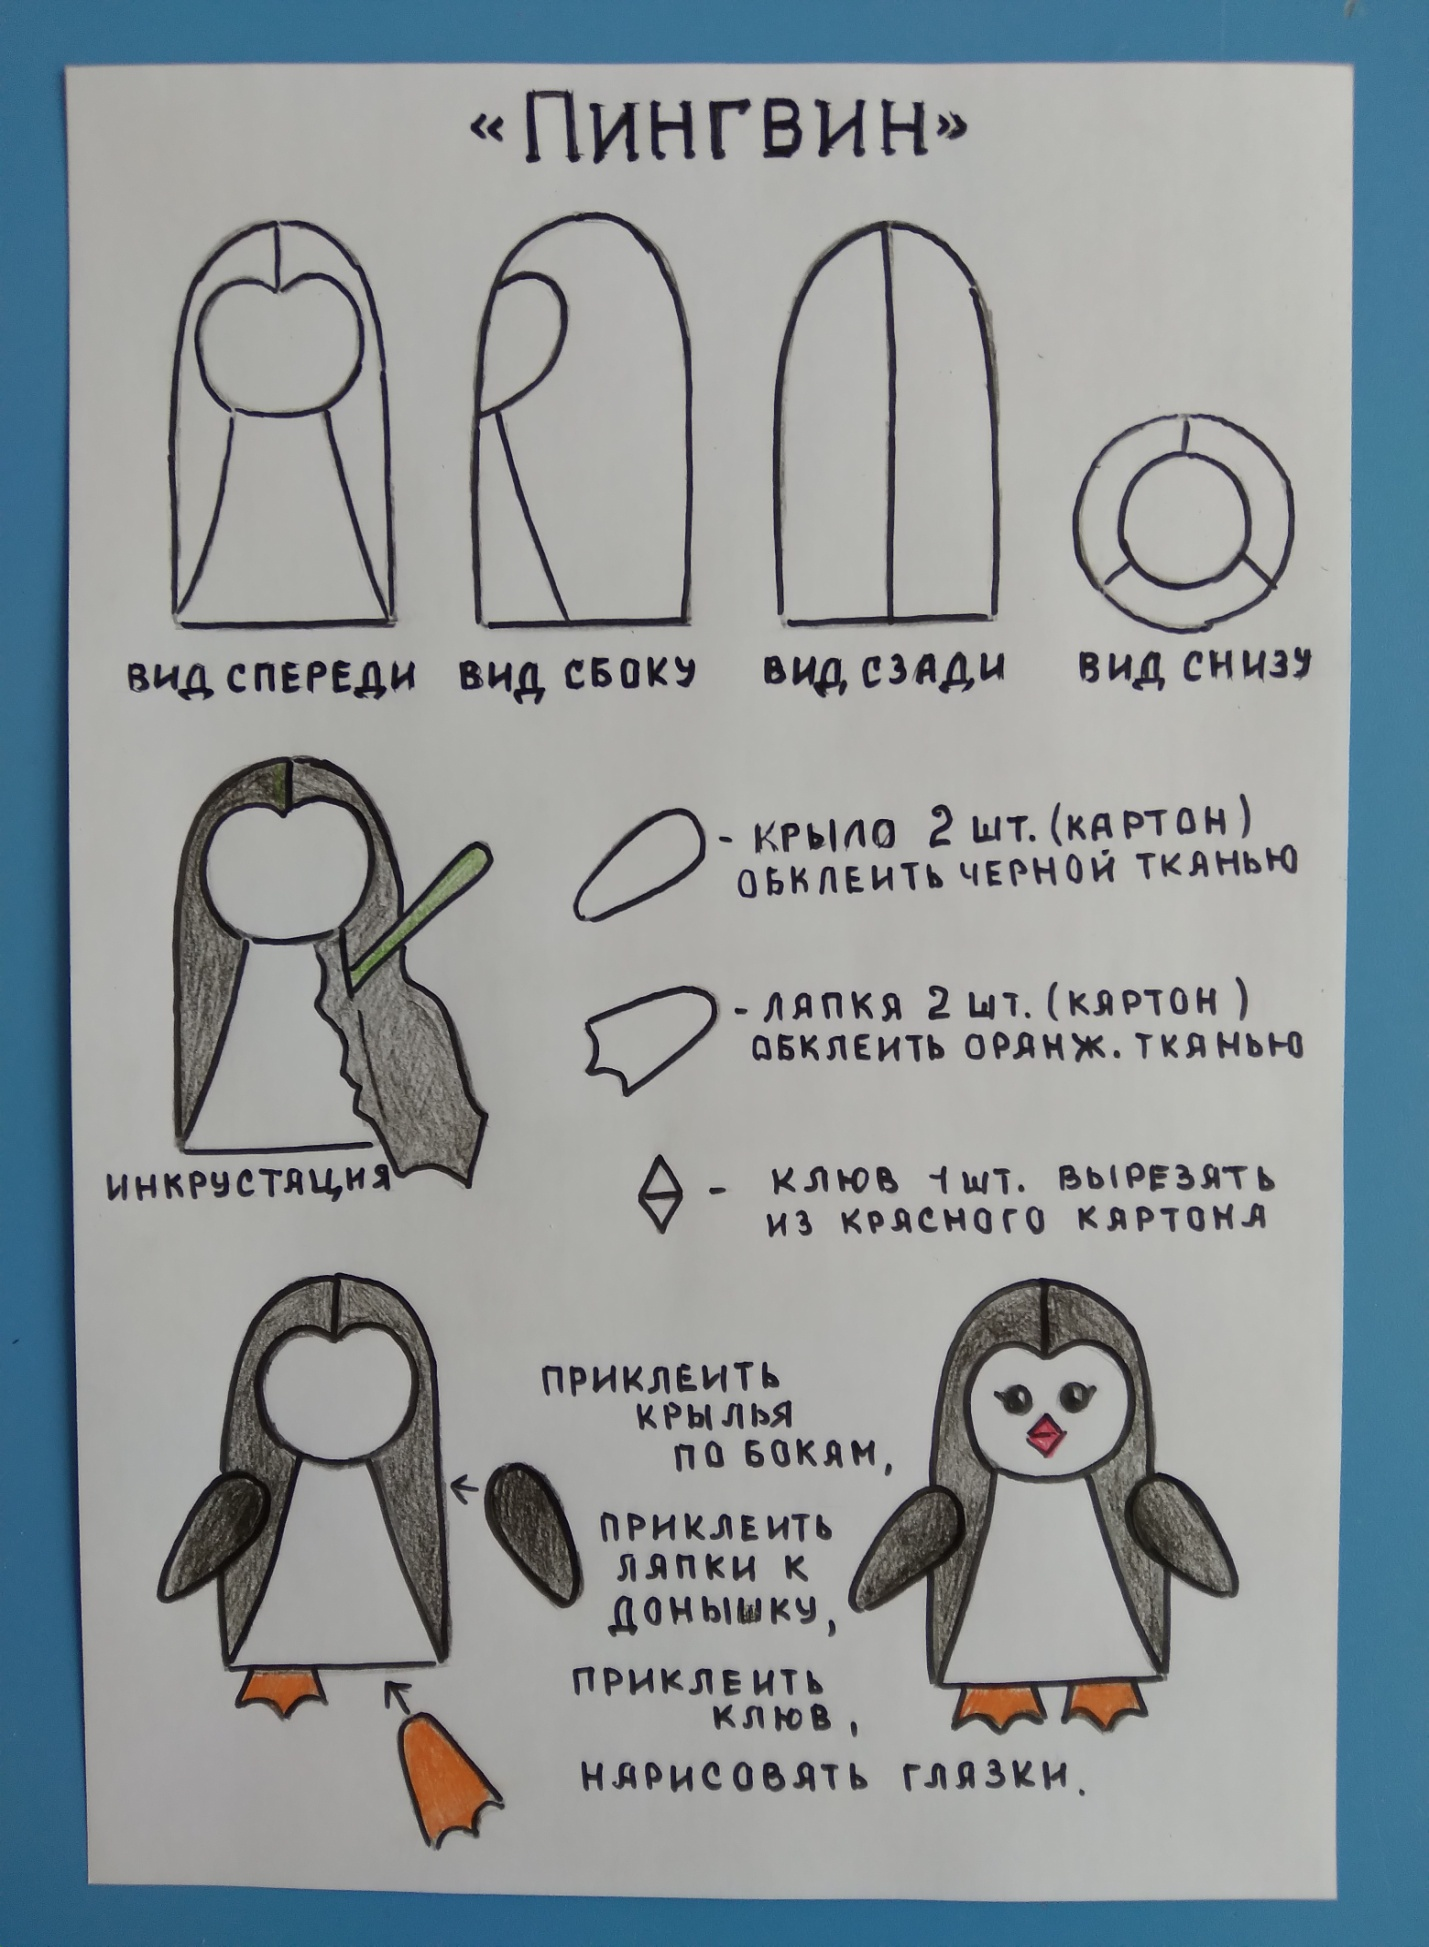 «Пингвин»
ВИД СПЕРЕДИ
ВИД СБОКУ
ВИД СЗАДИ
ВИД СНИЗУ
ИНКРУСТАЦИЯ
- КРЫЛО 2 ШТ. (КАРТОН)
ОБКЛЕИТЬ ЧЕРНОЙ ТКАНЬЮ
- ЛАПКА 2 ШТ. (КАРТОН)
ОБКЛЕИТЬ ОРАНЖ. ТКАНЬЮ
- КЛЮВ 1 ШТ. ВЫРЕЗАТЬ
ИЗ КРАСНОГО КАРТОНА
ПРИКЛЕИТЬ
КРЫЛЬЯ
ПО БОКАМ,
ПРИКЛЕИТЬ
ЛАПКИ К
ДОНЫШКУ,
ПРИКЛЕИТЬ
КЛЮВ,
НАРИСОВАТЬ ГЛАЗКИ.